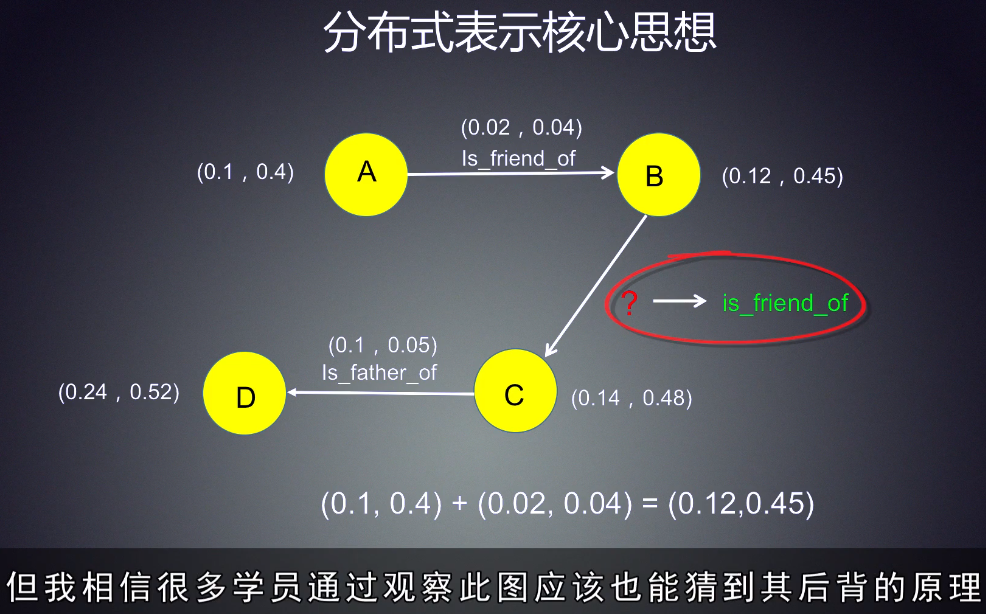 分布式表示核心思想
(0.02，0.04)
Is_friend_of
(0.1，0.4)
A
B
(0.12，0.45)
? 
is_friend_of
(0.1，0.05)
Is_father_of
(0.24，0.52)
D
C
(0.14，0.48)
(0.1, 0.4) + (0.02, 0.04) = (0.12,0.45)
但我相信很多学员通过观察此图应该也能猜到其后背的原理